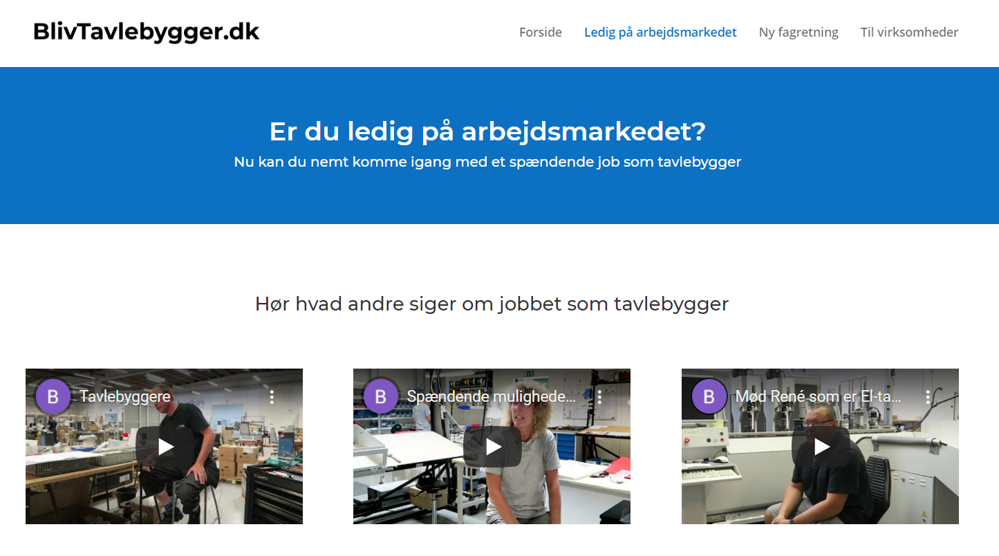 BlivTavlebygger.dk
Forside Ledig på arbejdsmarkedet Ny fagretning Til virksomheder
Er du ledig på arbejdsmarkedet?
Nu kan du nemt komme igang med et spændende job som tavlebygger
Hør hvad andre siger om jobbet som tavlebygger
B Tavlebyggere
B Spændende mulighede...
B Mød René som er El-ta...